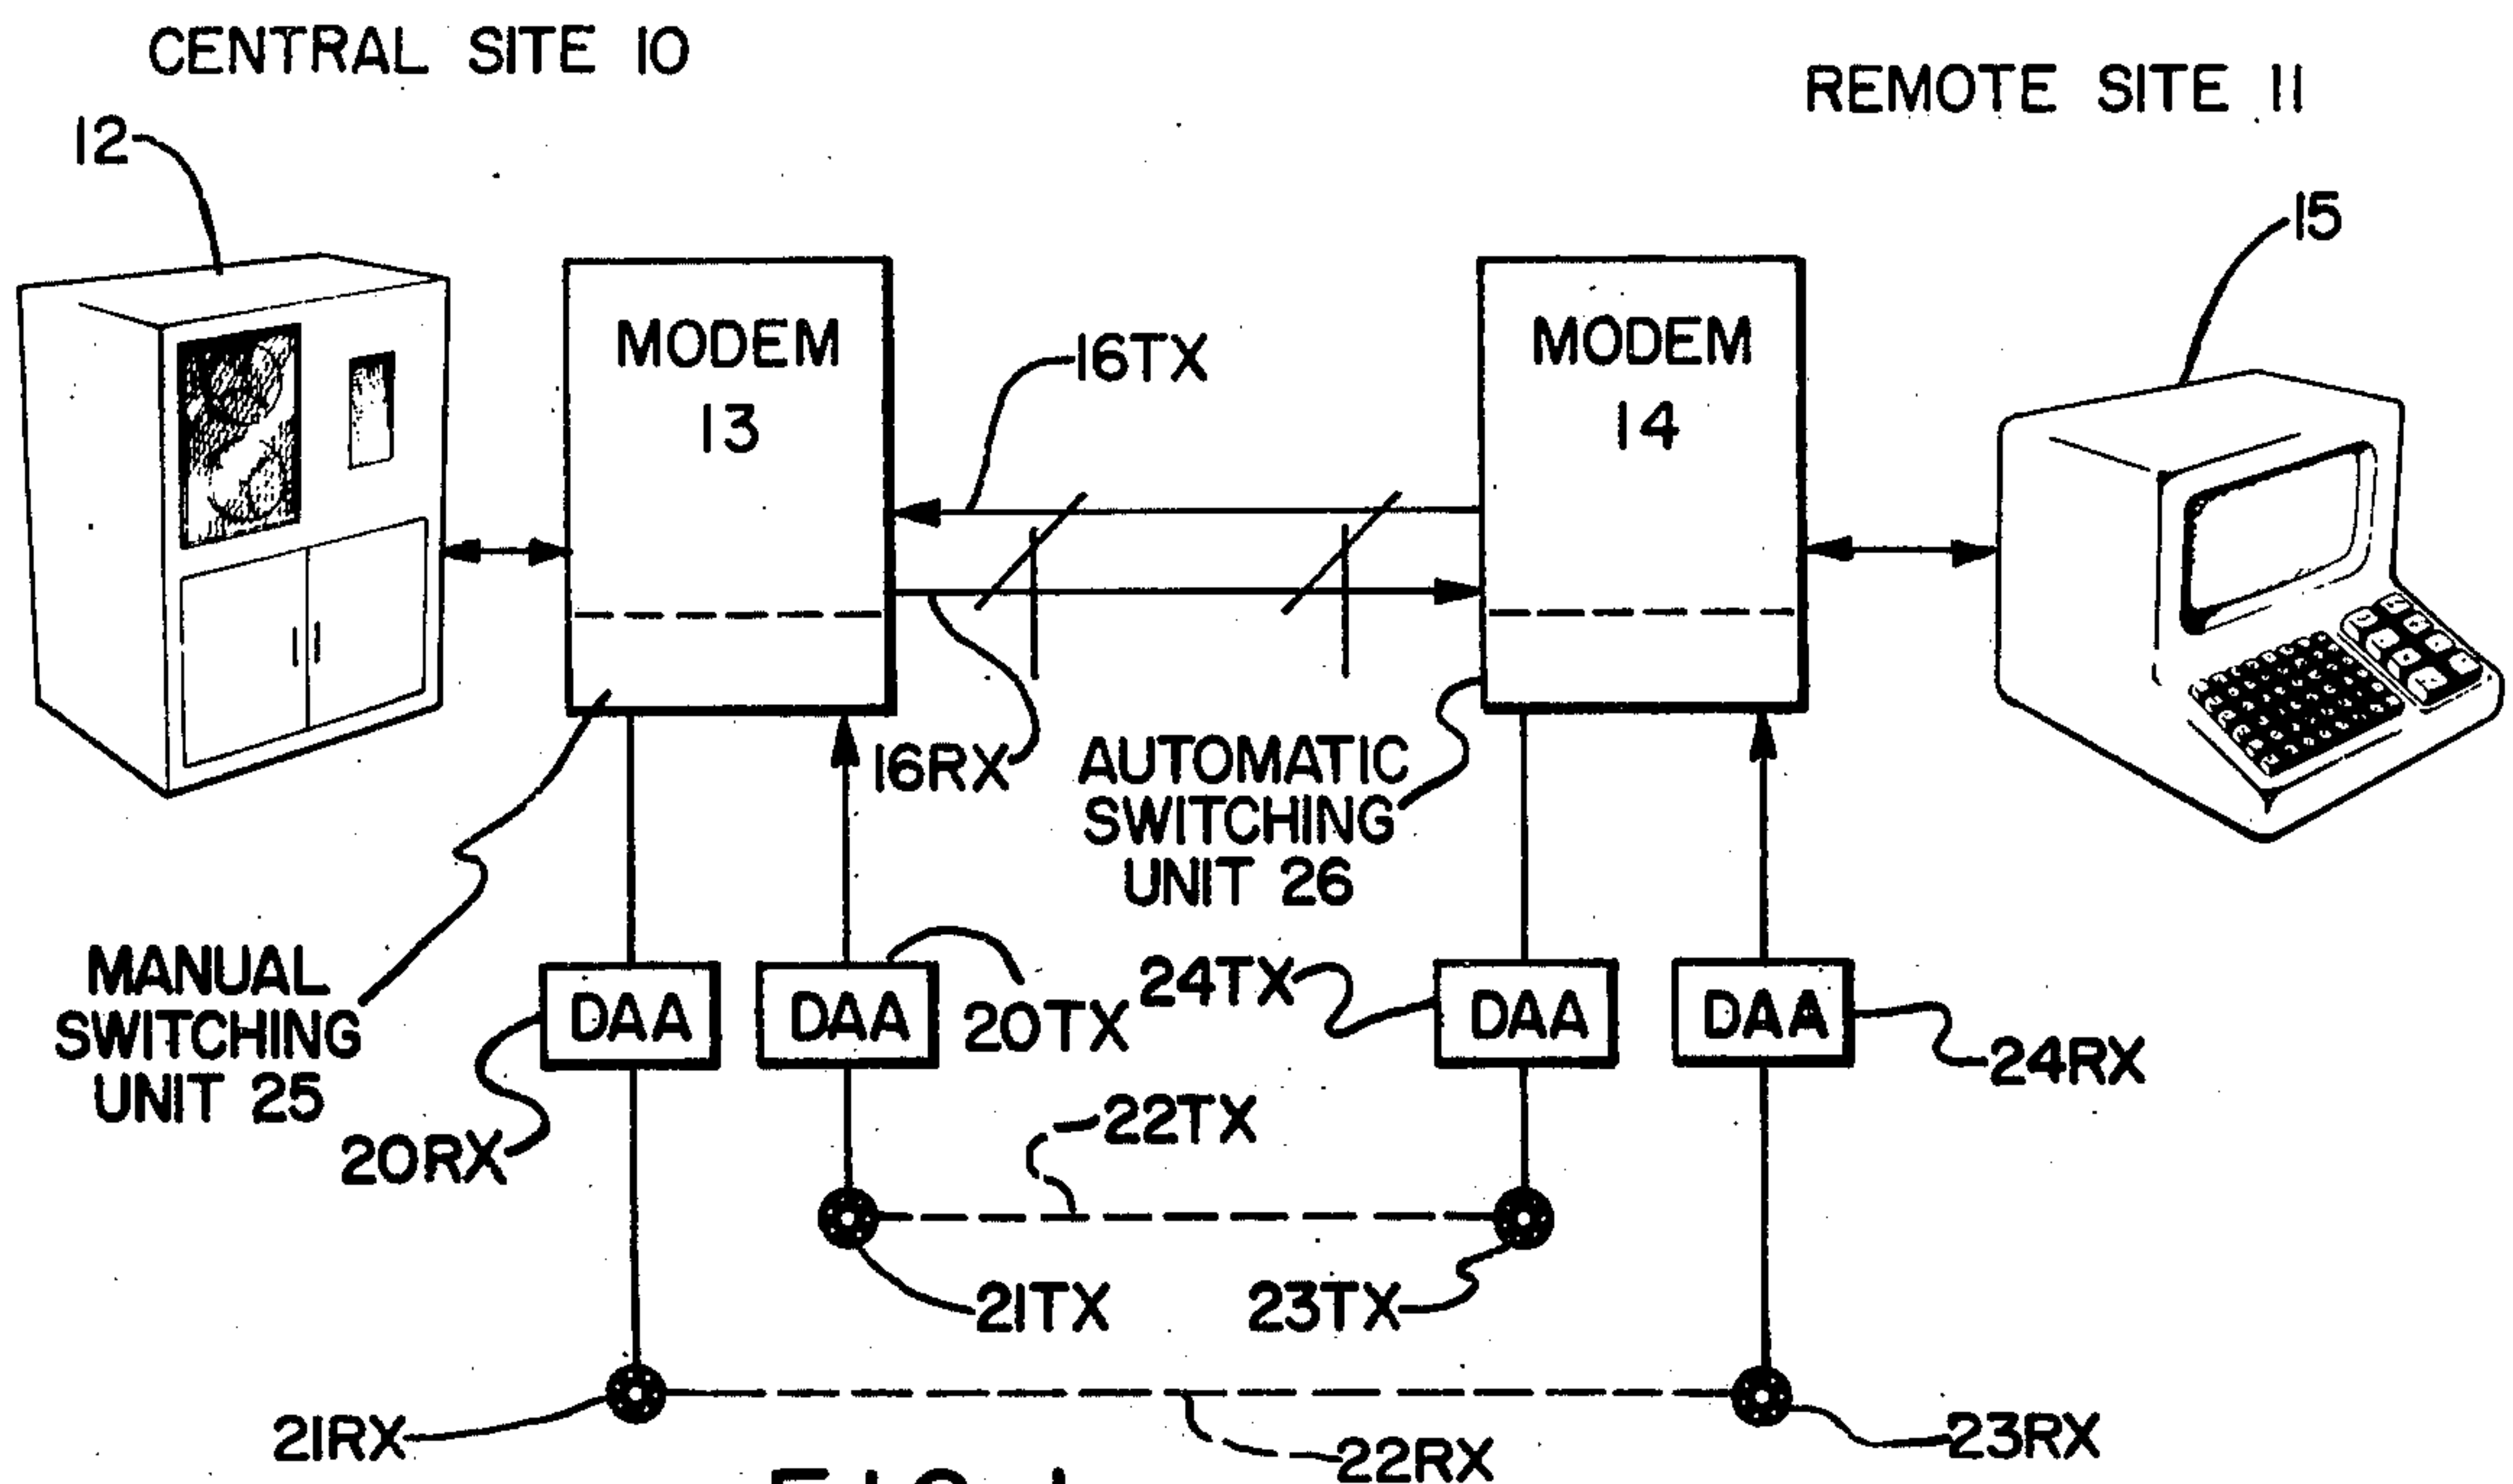 CENTRAL SITE 10
REMOTE SITE 11
12
15
MODEM
13
MODEM
14
16TX
16RX
AUTOMATIC
SWITCHING
UNIT 26
MANUAL
SWITCHING
UNIT 25
DAA
DAA
20TX
24TX
DAA
DAA
24RX
20RX
22TX
21TX
23TX
21RX
22RX
23RX